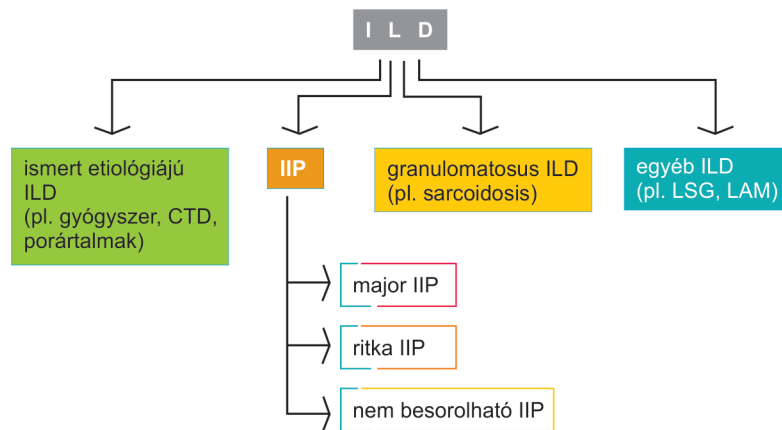 I L D
ismert etiológiájú
ILD
(pl. gyógyszer, CTD,
porártalmak)
IIP
granulomatosus ILD
(pl. sarcoidosis)
egyéb ILD
(pl. LSG, LAM)
major IIP
ritka IIP
nem besorolható IIP